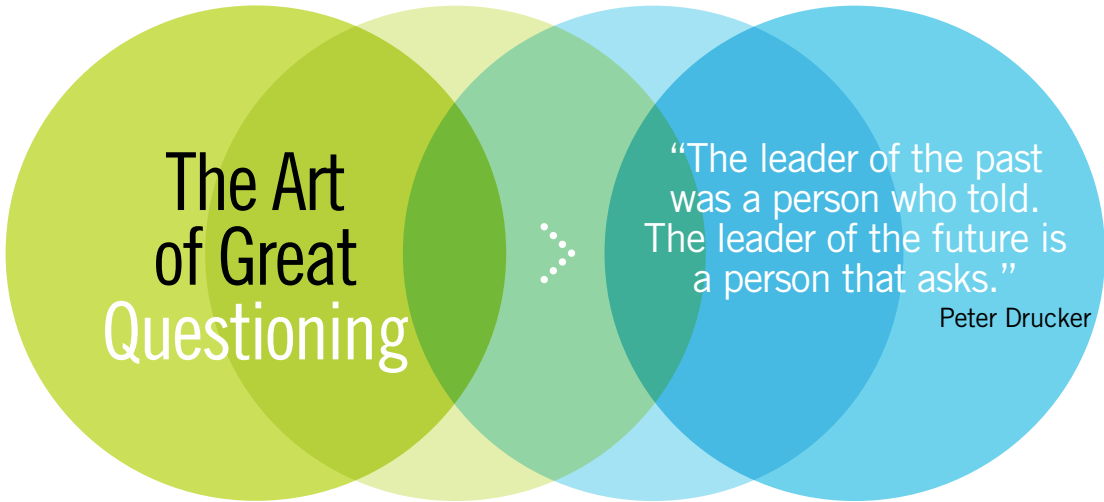 The Art
of Great
Questioning
“The leader of the past
was a person who told.
The leader of the future is
a person that asks.”
Peter Drucker